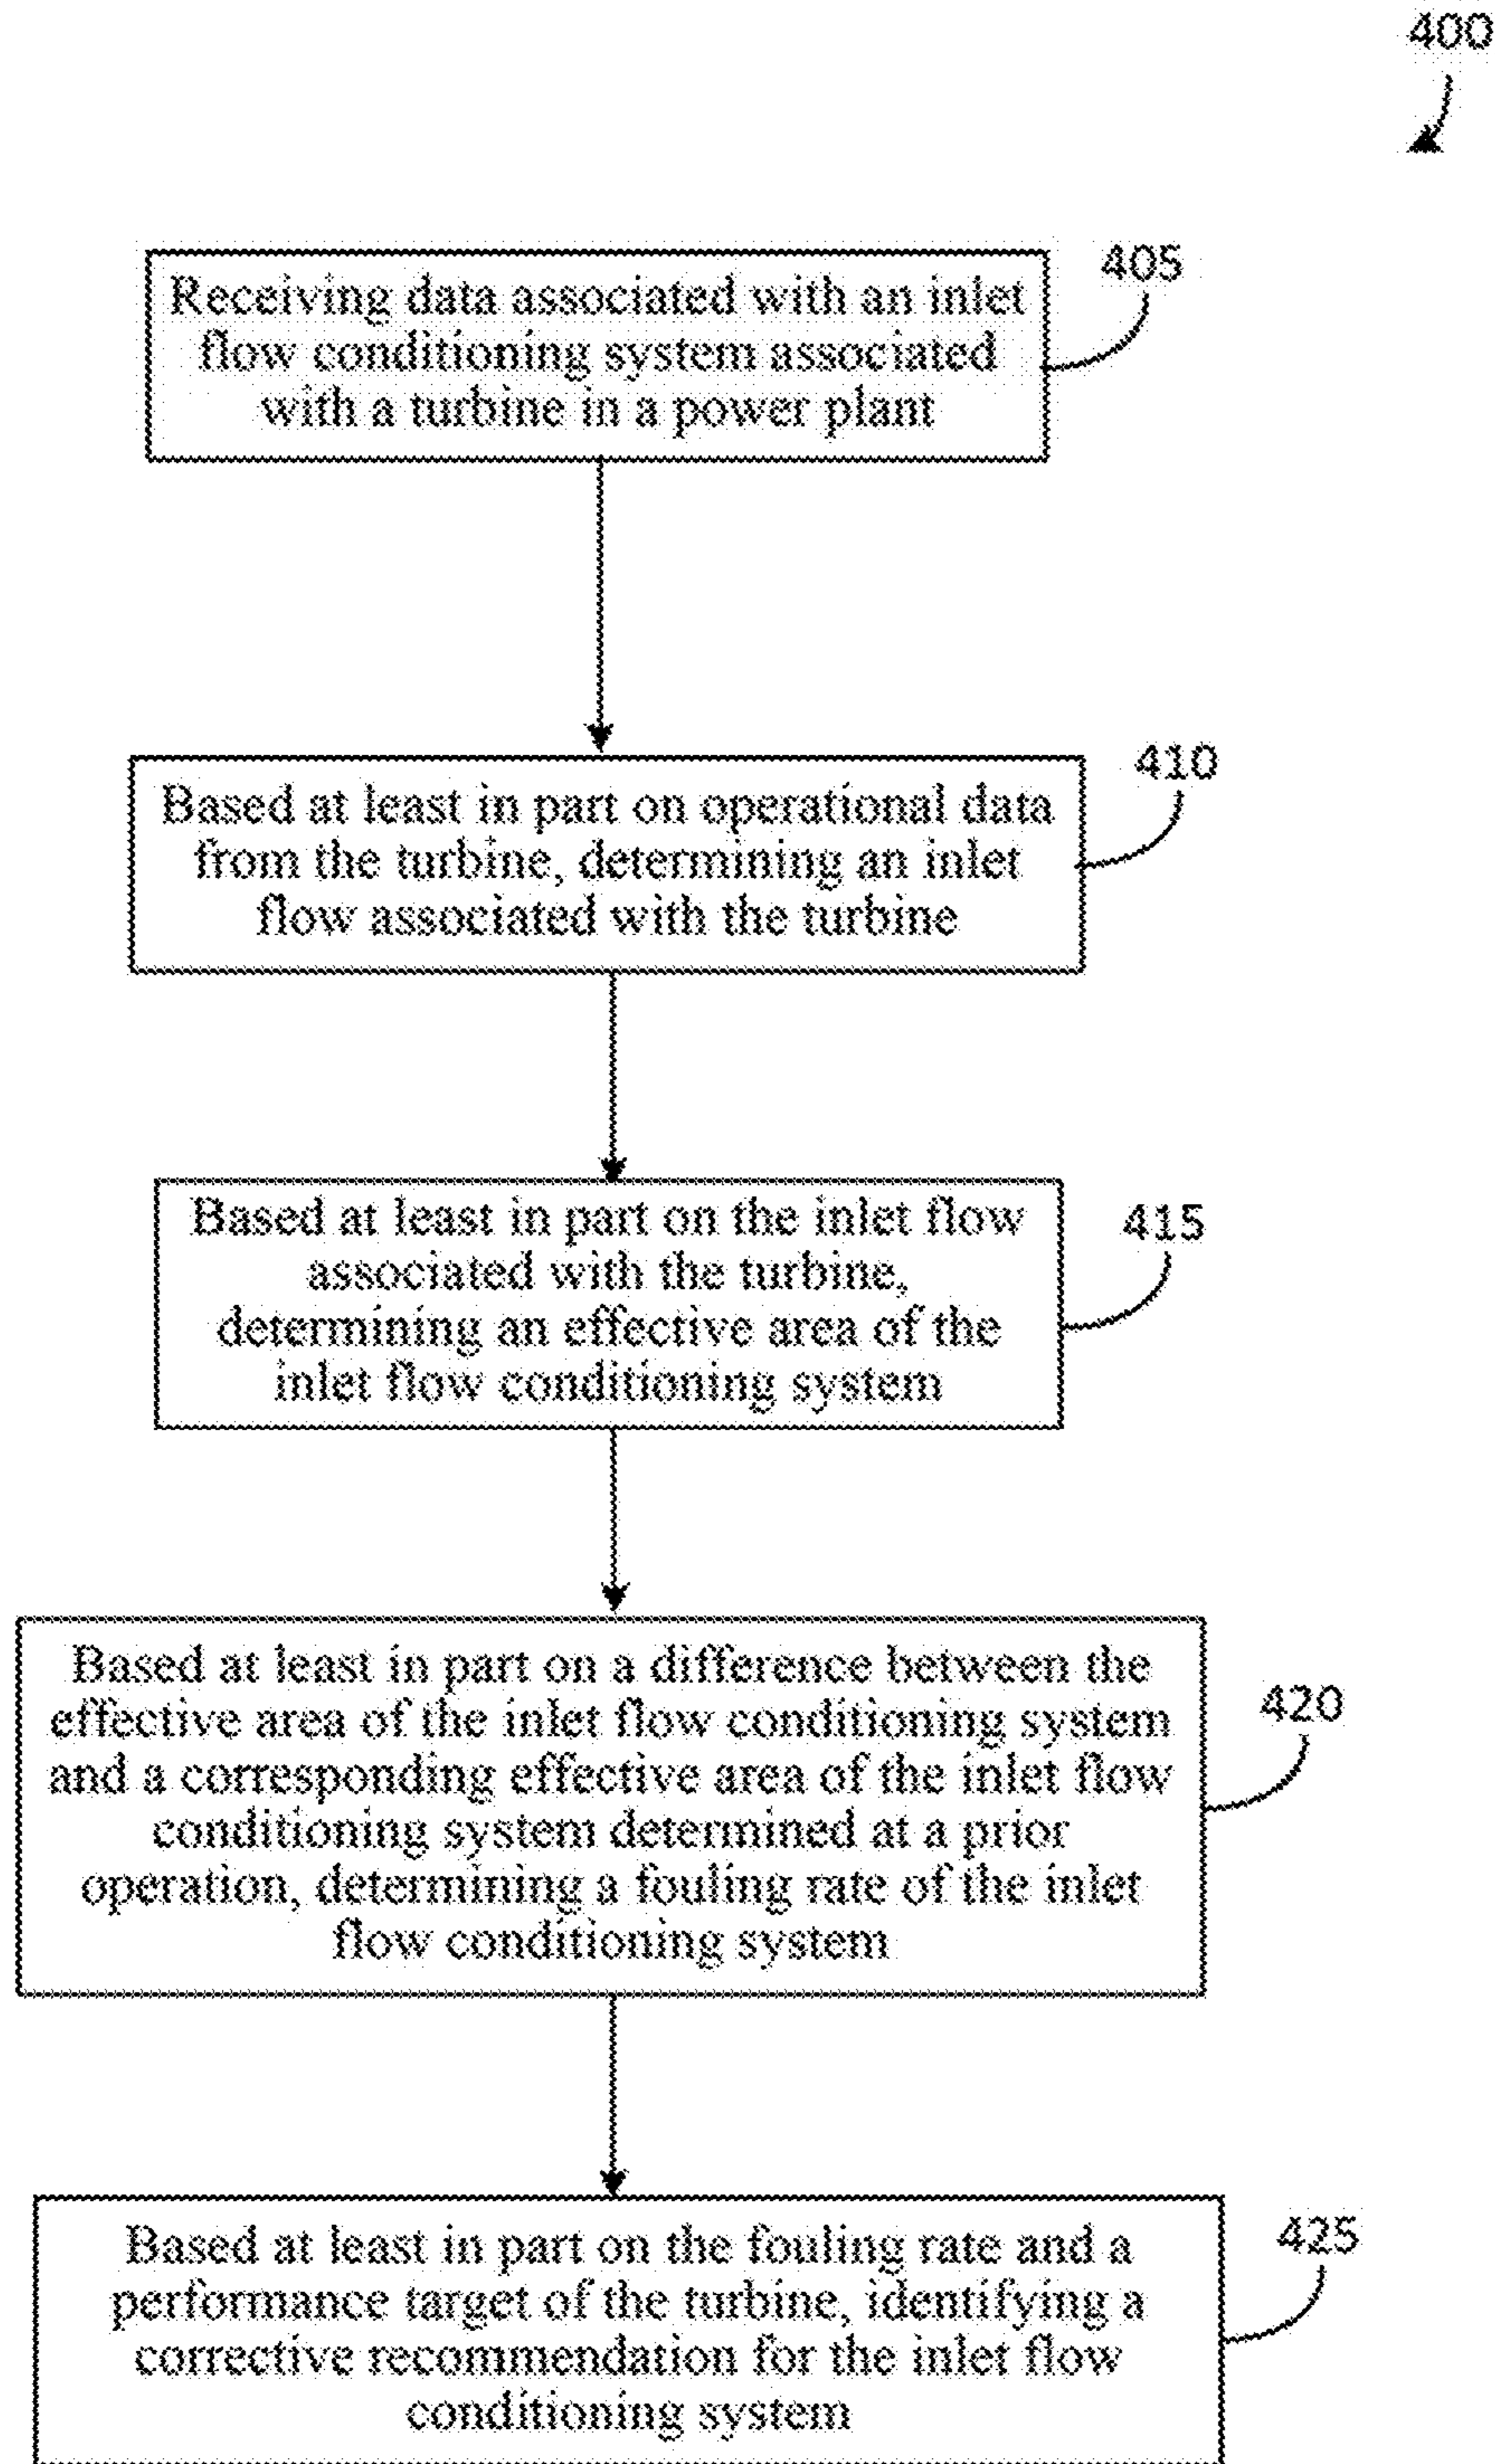 400
Receiving data associated with an inlet
flow conditioning system associated
with a turbine in a power plant
405
Based at least in part on operational data
from the turbine, determining an inlet
flow associated with the turbine
410
Based at least in part on the inlet flow
associated with the turbine,
determining an effective area of the
inlet flow conditioning system
415
Based at least in part on a difference between the
effective area of the inlet flow conditioning system
and a corresponding effective area of the inlet flow
conditioning system determined at a prior
operation, determining a fouling rate of the inlet
flow conditioning system
420
Based at least in part on the fouling rate and a
performance target of the turbine, identifying a
corrective recommendation for the inlet flow
conditioning system
425